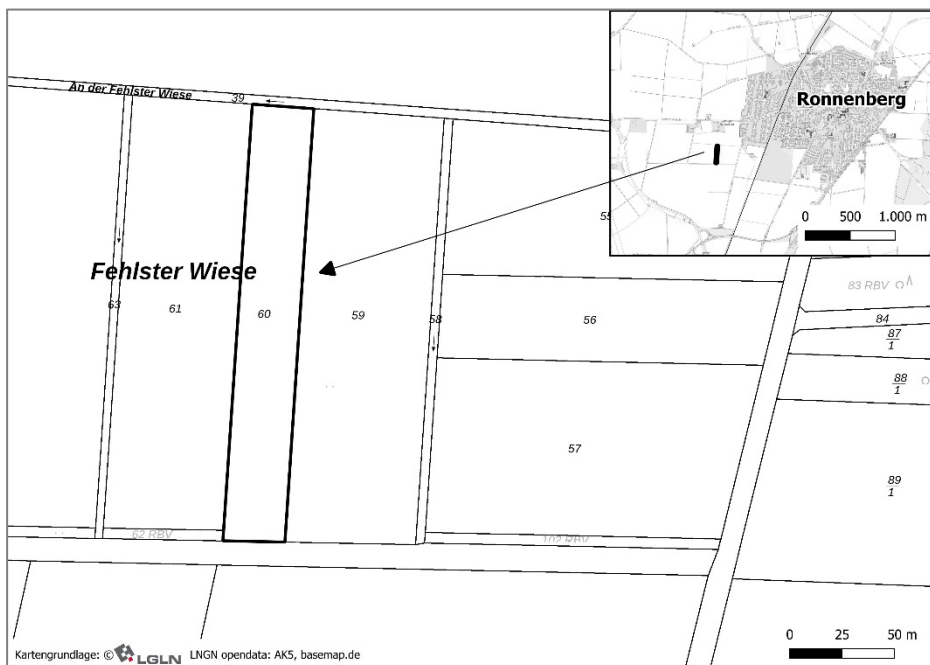 Ronnenberg
0 500 1.000 m
An der Fehlster Wiese 39
Fehlster Wiese
63
61
60
59
58
55
56
57
83 RBV
84
87
1
88
1
89
1
62 RBV
102 RBV
0 25 50 m
Kartengrundlage: © LGLN LNGN opendata: AK5, basemap.de